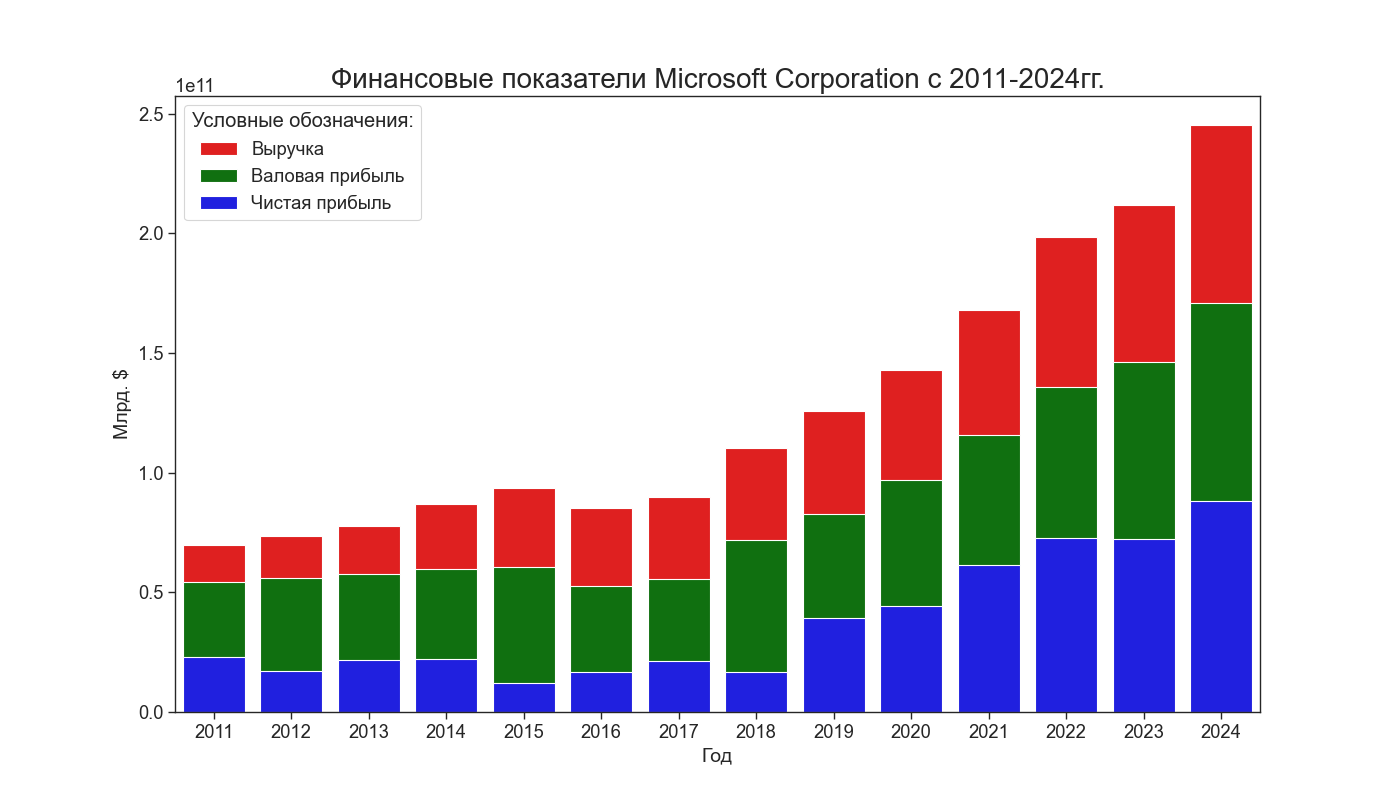 Финансовые показатели Microsoft Corporation с 2011-2024гг.
1e11
Условные обозначения:
Выручка
Валовая прибыль
Чистая прибыль
2.5
2.0
1.5
1.0
0.5
0.0
Млрд. $
2011 2012 2013 2014 2015 2016 2017 2018 2019 2020 2021 2022 2023 2024
Год